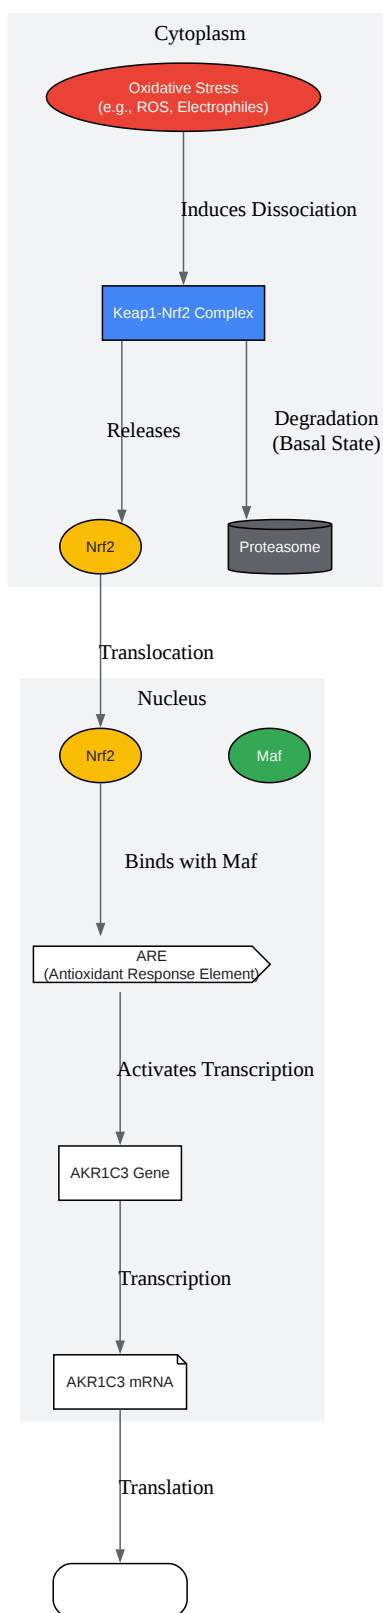 Cytoplasm
Oxidative Stress
(e.g., ROS, Electrophiles)
Induces Dissociation
Keap1-Nrf2 Complex
Releases
Degradation
(Basal State)
Nrf2
Proteasome
Translocation
Nucleus
Nrf2
Maf
Binds with Maf
ARE
(Antioxidant Response Element)
Activates Transcription
AKR1C3 Gene
Transcription
AKR1C3 mRNA
Translation